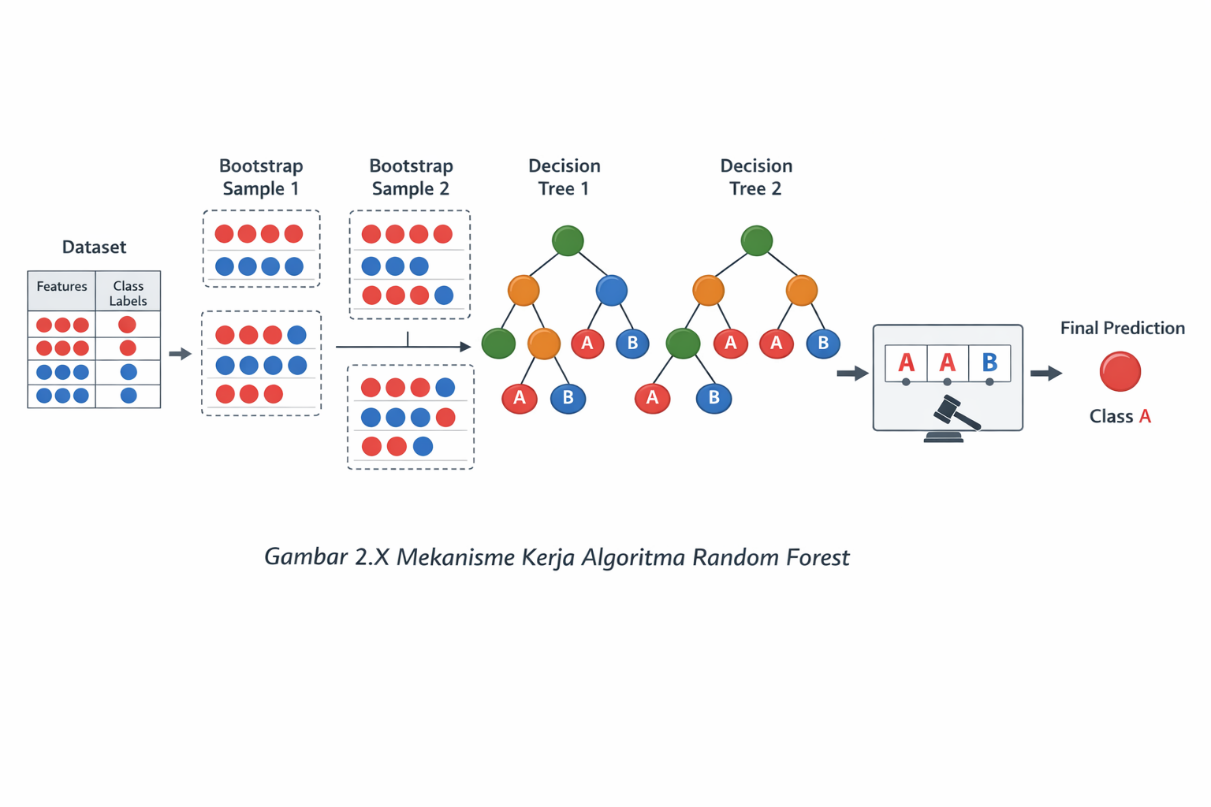 Bootstrap
Sample 1
Bootstrap
Sample 2
Decision
Tree 1
Decision
Tree 2
Dataset
Features
Class
Labels
A
B
A
B
A
A
B
A
B
A A B
Final Prediction
Class A
Gambar 2.X Mekanisme Kerja Algoritma Random Forest